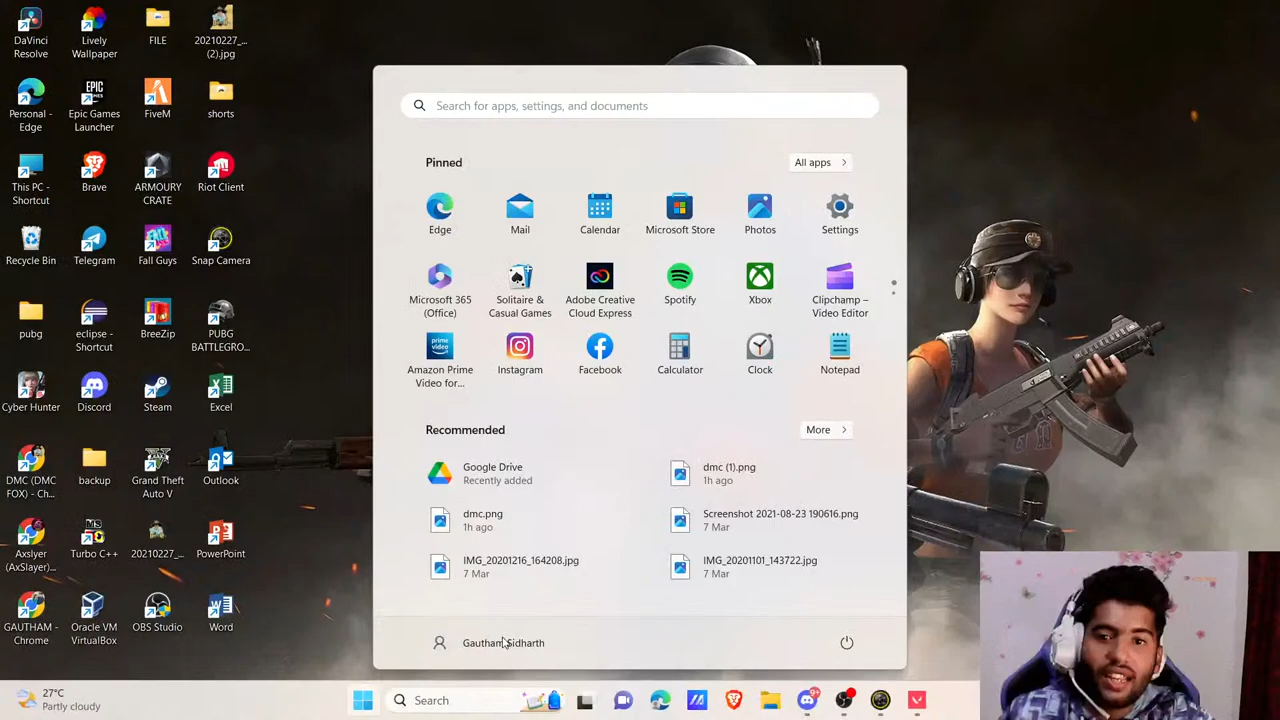 DaVinci
Resolve
Lively
Wallpaper
FILE
20210227_...
(2).jpg
Personal -
Edge
EPIC
GAMES
Epic Games
Launcher
FiveM
shorts
This PC -
Shortcut
Brave
ARMOURY
CRATE
Riot Client
Recycle Bin
Telegram
Fall Guys
Snap Camera
pubg
eclipse -
Shortcut
BreeZip
PUBG
BATTLEGRO...
Cyber Hunter
Discord
Steam
Excel
DMC (DMC
FOX) - Ch...
backup
Grand Theft
Auto V
Outlook
Axslyer
(AxSlayer)...
Turbo C++
20210227_...
PowerPoint
GAUTHAM -
Chrome
Oracle VM
VirtualBox
OBS Studio
Word
Search for apps, settings, and documents
Pinned
All apps
Edge
Mail
Calendar
Microsoft Store
Photos
Settings
Microsoft 365
(Office)
Solitaire &
Casual Games
Adobe Creative
Cloud Express
Spotify
Xbox
Clipchamp –
Video Editor
prime
video
Amazon Prime
Video for...
Instagram
Facebook
Calculator
Clock
Notepad
Recommended
More
Google Drive
Recently added
dmc (1).png
1h ago
dmc.png
1h ago
Screenshot 2021-08-23 190616.png
7 Mar
IMG_20201216_164208.jpg
7 Mar
IMG_20201101_143722.jpg
7 Mar
Gautham Sidharth
27°C
Partly cloudy
Search
9+